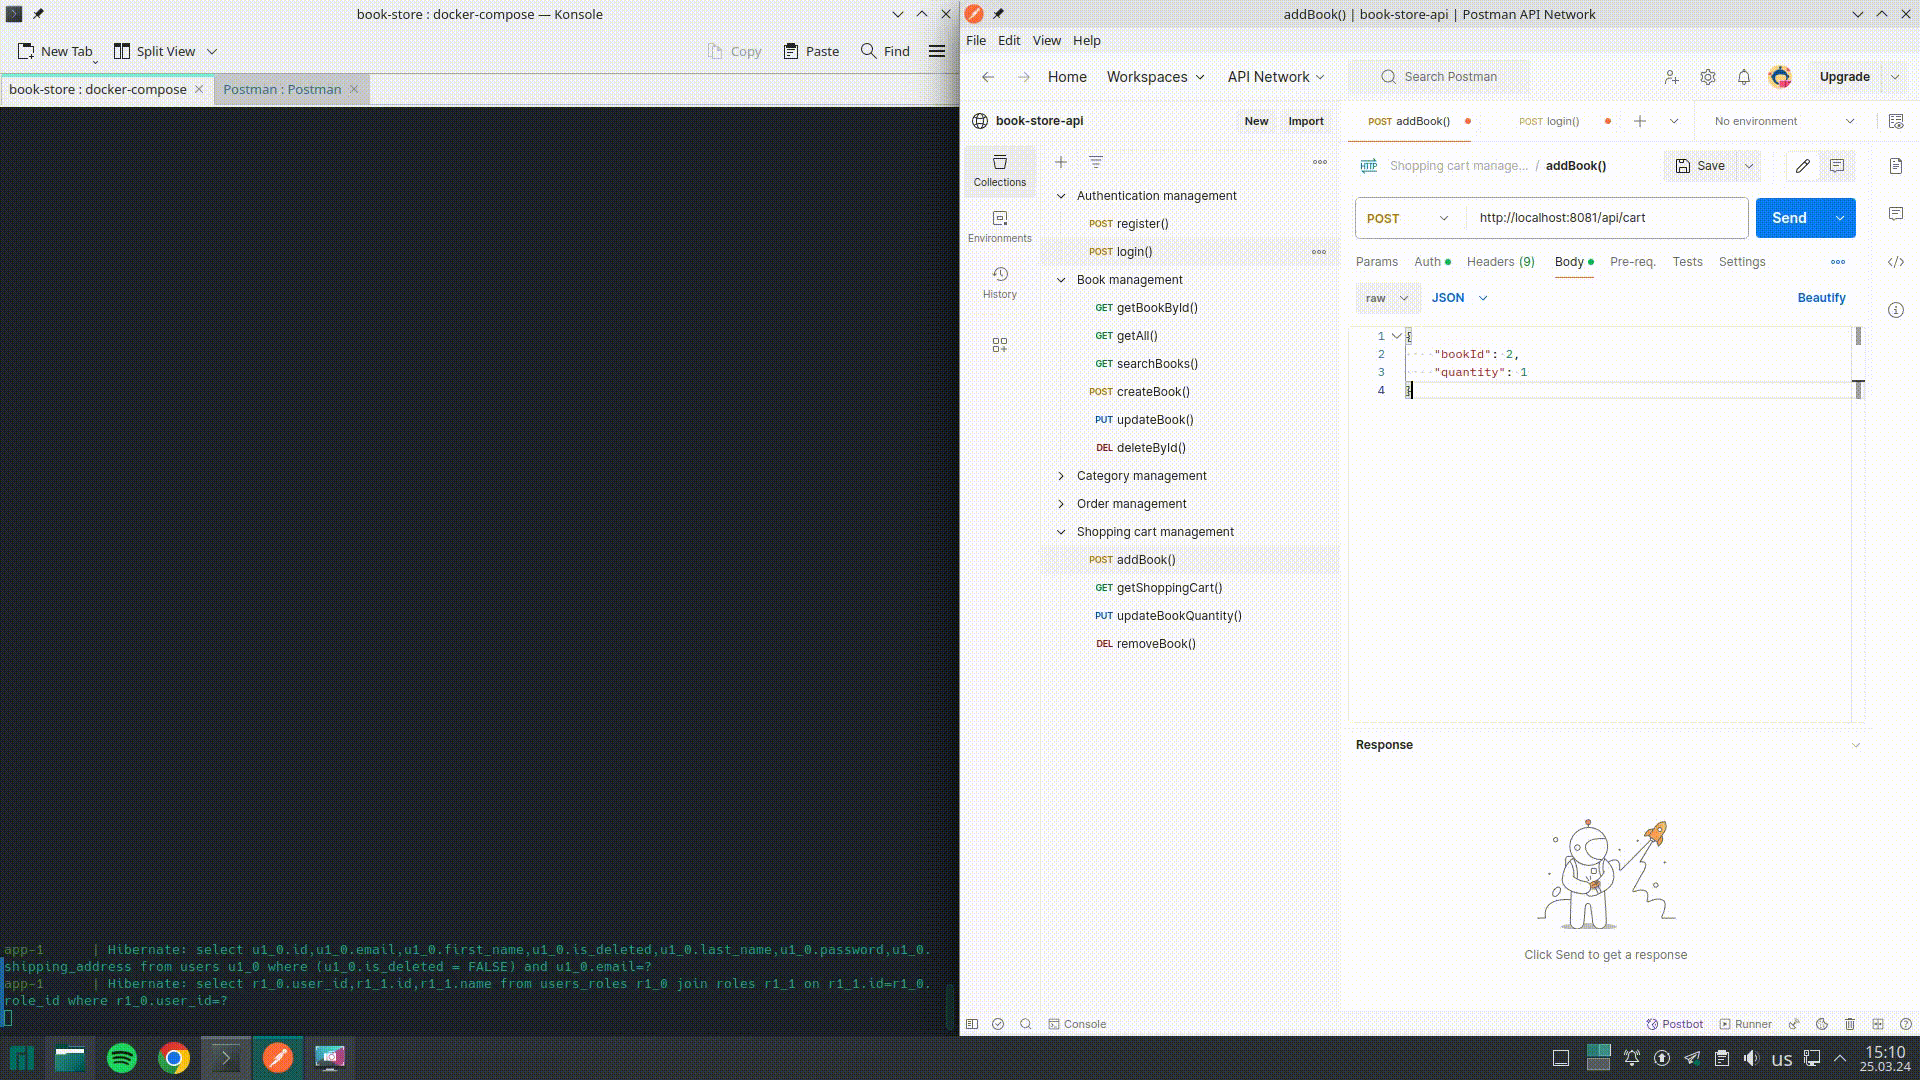 book-store : docker-compose — Konsole
New Tab
Split View
Copy
Paste
Find
book-store : docker-compose
Postman : Postman
app-1      | Hibernate: select u1_0.id,u1_0.email,u1_0.first_name,u1_0.is_deleted,u1_0.last_name,u1_0.password,u1_0.
shipping_address from users u1_0 where (u1_0.is_deleted = FALSE) and u1_0.email=?
app-1      | Hibernate: select r1_0.user_id,r1_1.id,r1_1.name from users_roles r1_0 join roles r1_1 on r1_1.id=r1_0.
role_id where r1_0.user_id=?
addBook() | book-store-api | Postman API Network
File Edit View Help
Home Workspaces API Network Search Postman Upgrade
book-store-api
New Import
Collections
Environments
History
Authentication management
POST register()
POST login()
Book management
GET getBookById()
GET getAll()
GET searchBooks()
POST createBook()
PUT updateBook()
DEL deleteById()
Category management
Order management
Shopping cart management
POST addBook()
GET getShoppingCart()
PUT updateBookQuantity()
DEL removeBook()
POST addBook()
POST login()
No environment
HTTP Shopping cart manage... / addBook()
Save
POST http://localhost:8081/api/cart
Send
Params Auth Headers (9) Body Pre-req. Tests Settings
raw JSON Beautify
1 {
2 "bookId": 2,
3 "quantity": 1
4 }
Response
Click Send to get a response
Console
Postbot Runner
us
15:10
25.03.24